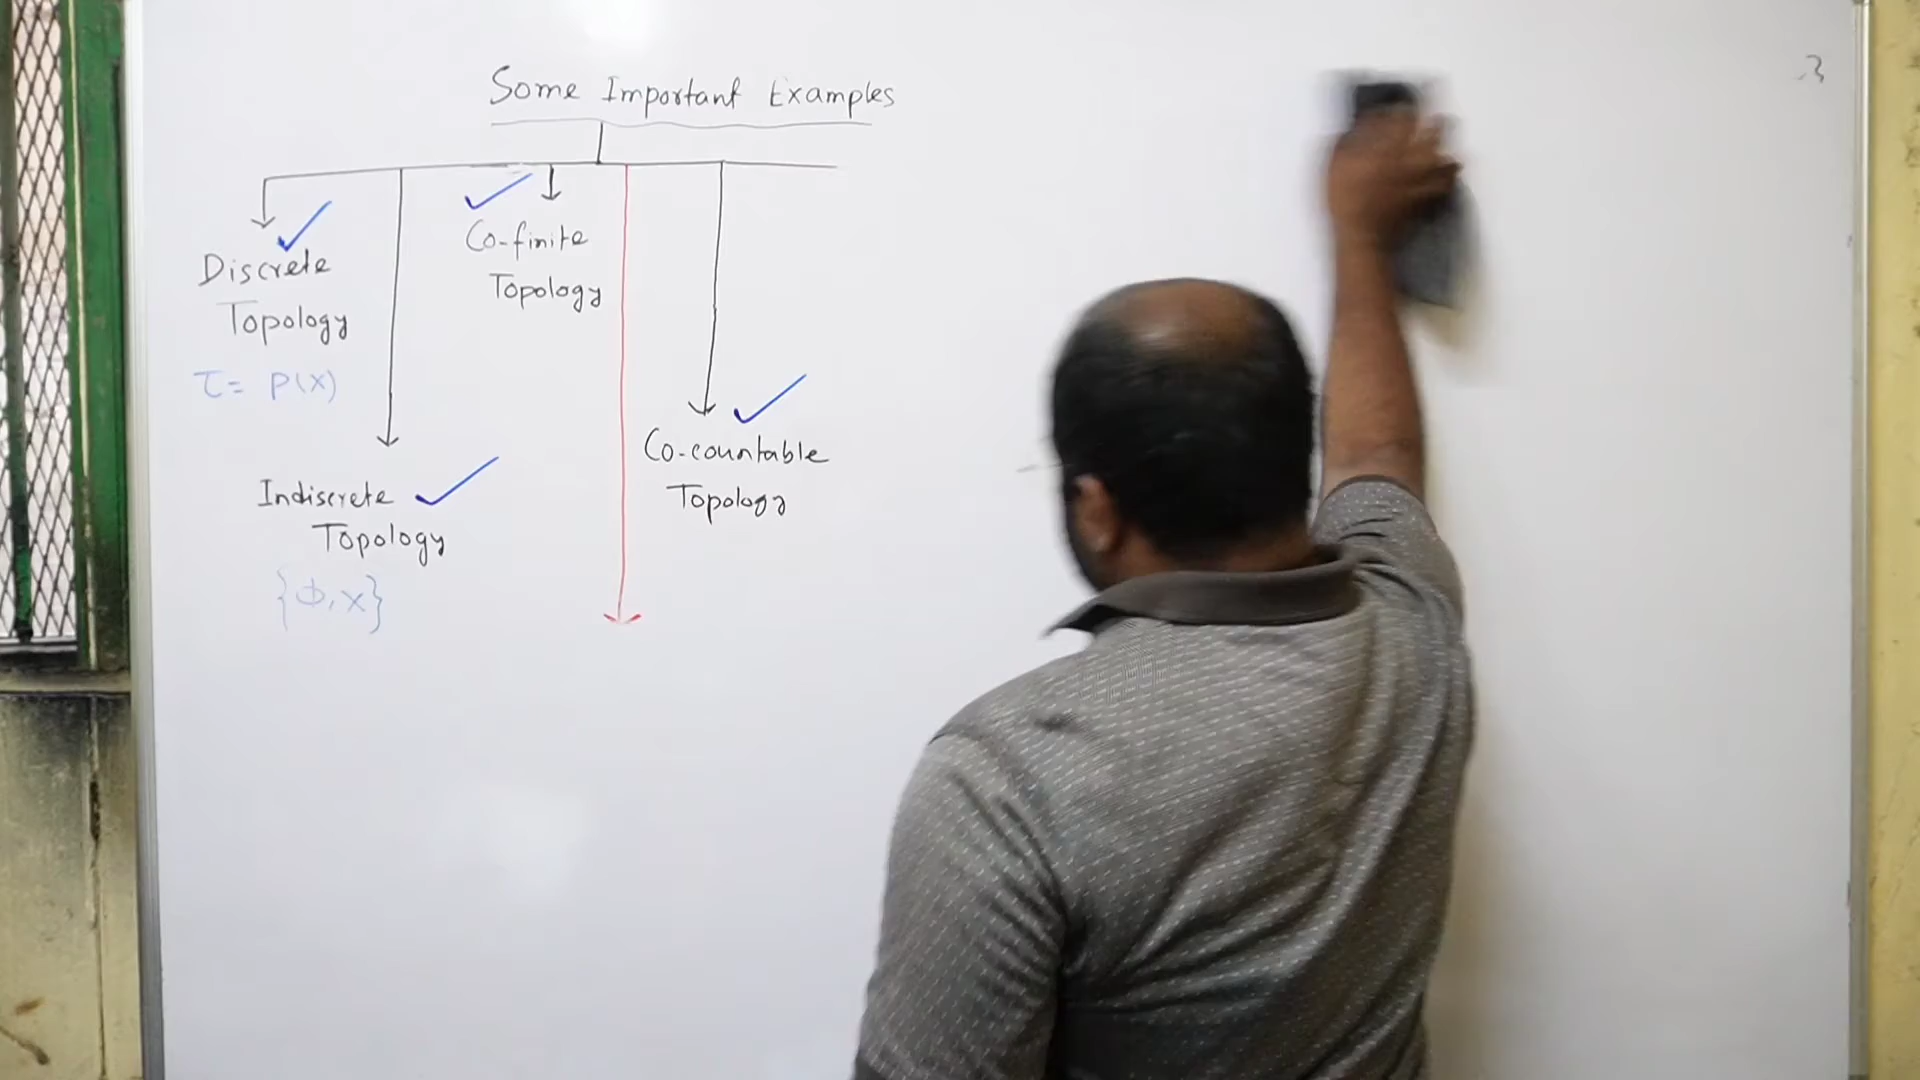 Some Important Examples
Discrete
Topology
τ = P(X)
Indiscrete
Topology
{Φ, X}
Co-finite
Topology
Co-countable
Topology